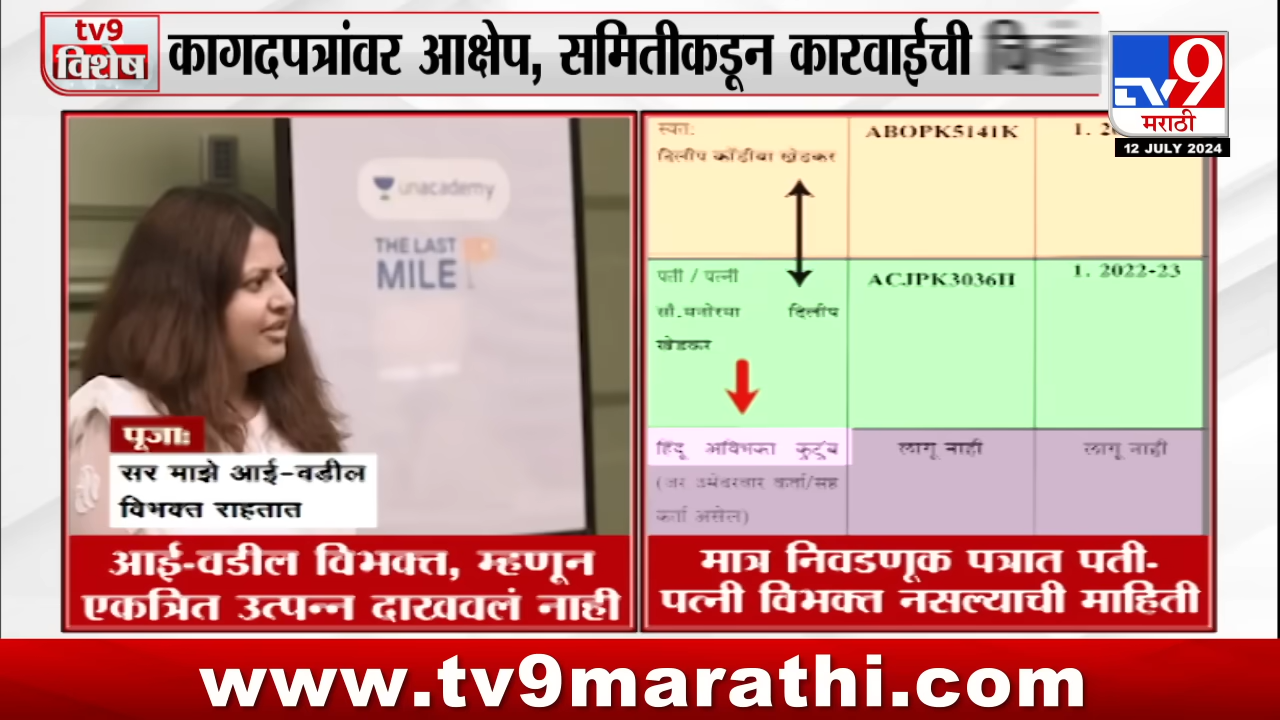 tv9
विशेष
कागदपत्रांवर आक्षेप, समितीकडून कारवाईची
TV9
मराठी
12 JULY 2024
unacademy
THE LAST
MILE
पूजा:
सर माझे आई-वडील
विभक्त राहतात
आई-वडील विभक्त, म्हणून
एकत्रित उत्पन्न दाखवलं नाही
स्वत: ABOPK5141K
दिलीप कोंडीबा खेडकर
पती / पत्नी ACJPK3036H 1. 2022-23
सौ.मनोरमा दिलीप
खेडकर
हिंदू अविभक्त कुटुंब लागू नाही लागू नाही
(जर उमेदवार कर्ता/सह
कर्ता असेल)
मात्र निवडणूक पत्रात पती-
पत्नी विभक्त नसल्याची माहिती
www.tv9marathi.com